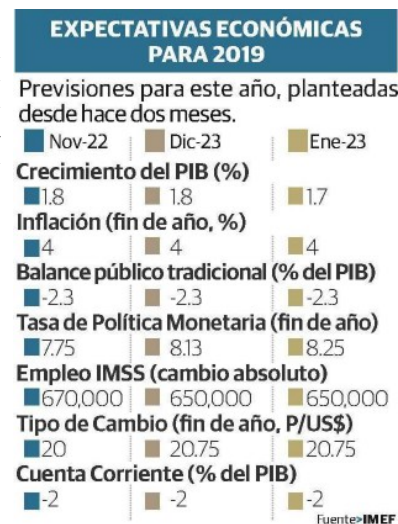 EXPECTATIVAS ECONÓMICAS
PARA 2019
Previsiones para este año, planteadas
desde hace dos meses.
Nov-22 Dic-23 Ene-23
Crecimiento del PIB (%)
1.8 1.8 1.7
Inflación (fin de año, %)
4 4 4
Balance público tradicional (% del PIB)
-2.3 -2.3 -2.3
Tasa de Política Monetaria (fin de año)
7.75 8.13 8.25
Empleo IMSS (cambio absoluto)
670,000 650,000 650,000
Tipo de Cambio (fin de año, P/US$)
20 20.75 20.75
Cuenta Corriente (% del PIB)
-2 -2 -2
Fuente>IMEF